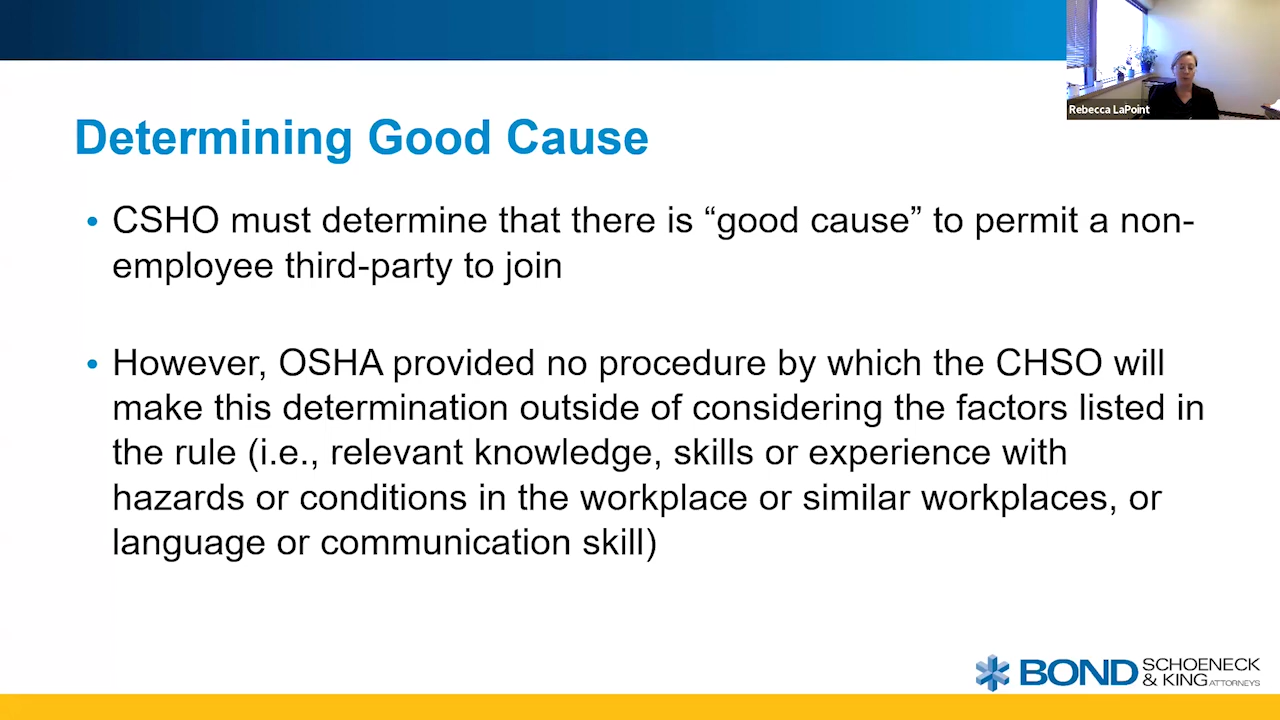 Rebecca LaPoint
Determining Good Cause
• CSHO must determine that there is “good cause” to permit a non-
employee third-party to join
• However, OSHA provided no procedure by which the CHSO will
make this determination outside of considering the factors listed in
the rule (i.e., relevant knowledge, skills or experience with
hazards or conditions in the workplace or similar workplaces, or
language or communication skill)
BOND SCHOENECK
& KING ATTORNEYS